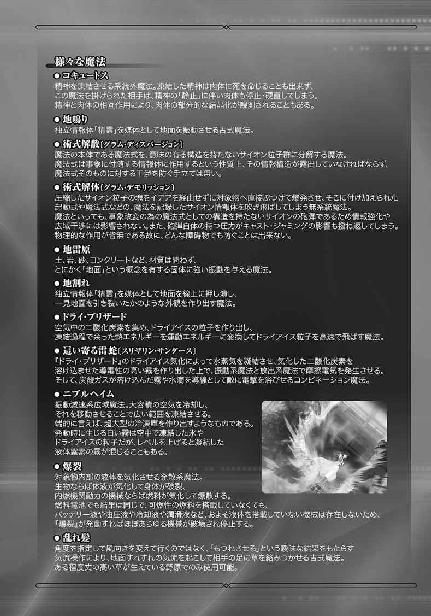 様々な魔法
● コキュートス
精神を凍結させる系統外魔法。凍結した精神は肉体に死を命じることも出来ず、
この魔法を掛けられた相手は、精神の「静止」に伴い肉体も停止・硬直してしまう。
精神と肉体の相互作用により、肉体の部分的な結晶化が観測されることもある。
● 地鳴り
独立情報体「精霊」を媒体として地面を振動させる古式魔法。
● 術式解散[グラム・ディスパージョン]
魔法の本体である魔法式を、意味の有る構造を持たないサイオン粒子群に分解する魔法。
魔法式は事象に付随する情報体に作用するという性質上、その情報構造が露出していなければならず、
魔法式そのものに対する干渉を防ぐ手立ては無い。
● 術式解体[グラム・デモリッション]
圧縮したサイオン粒子の塊をイデアを経由せずに対象物へ直接ぶつけて爆発させ、そこに付け加えられた
起動式や魔法式などの、魔法を記録したサイオン情報体を吹き飛ばしてしまう無系統魔法。
魔法といっても、事象改変の為の魔法式としての構造を持たないサイオンの砲弾であるため情報強化や
領域干渉には影響されない。また、砲弾自体の持つ圧力がキャスト・ジャミングの影響も撥ね返してしまう。
物理的な作用が皆無である故に、どんな障碍物でも防ぐことは出来ない。
● 地雷原
土、岩、砂、コンクリートなど、材質は問わず、
とにかく「地面」という概念を有する固体に強い振動を与える魔法。
● 地割れ
独立情報体「精霊」を媒体として地面を線上に押し潰し、
一見地面を引き裂いたかのような外観を作り出す魔法。
● ドライ・ブリザード
空気中の二酸化炭素を集め、ドライアイスの粒子を作り出し、
凍結過程で余った熱エネルギーを運動エネルギーに変換してドライアイス粒子を高速で飛ばす魔法。
● 這い寄る雷蛇[スリザリン・サンダース]
『ドライ・ブリザード』のドライアイス気化によって水蒸気を凝結させ、気化した二酸化炭素を
溶け込ませた導電性の高い霧を作り出した上で、振動系魔法と放出系魔法で摩擦電気を発生させる。
そして、炭酸ガスが溶け込んだ霧や水滴を導線として敵に電撃を浴びせるコンビネーション魔法。
● ニブルヘイム
振動減速系広域魔法。大容積の空気を冷却し、
それを移動させることで広い範囲を凍結させる。
端的に言えば、超大型の冷凍庫を作り出すようなものである。
発動時に生じる白い霧は空中で凍結した氷や
ドライアイスの粒子だが、レベルを上げると凝結した
液体窒素の霧が混じることもある。
● 爆裂
対象物内部の液体を気化させる発散系魔法。
生物ならば体液が気化して身体が破裂、
内燃機関動力の機械ならば燃料が気化して爆散する。
燃料電池でも結果は同じで、可燃性の燃料を搭載していなくても、
バッテリー液や油圧液や冷却液や潤滑液など、およそ液体を搭載していない機械は存在しないため、
『爆裂』が発動すればほぼあらゆる機械が破壊され停止する。
● 乱れ髪
角度を指定して風向きを変えて行くのではなく、「もつれさせる」という曖昧な結果をもたらす
気流操作により、地面すれすれの気流を起こして相手の足に草を絡みつかせる古式魔法。
ある程度丈の高い草が生えている野原でのみ使用可能。